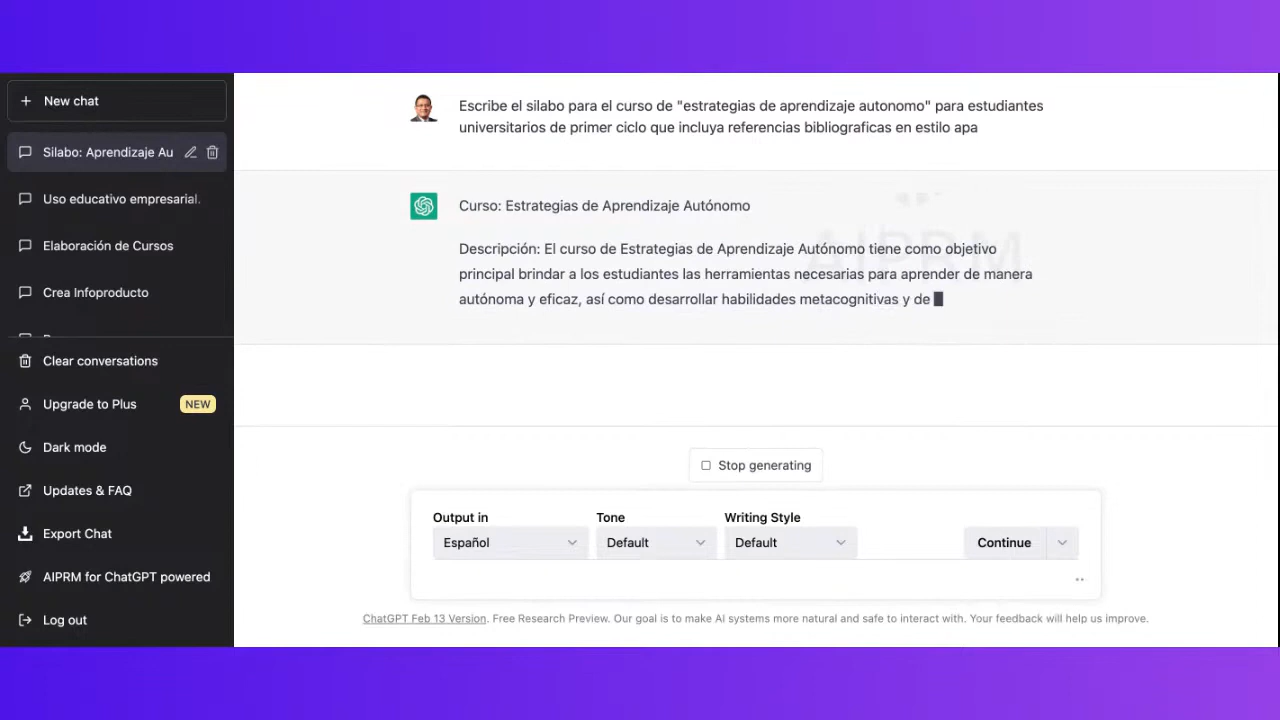 New chat
Silabo: Aprendizaje Au
Uso educativo empresarial.
Elaboración de Cursos
Crea Infoproducto
Clear conversations
Upgrade to Plus NEW
Dark mode
Updates & FAQ
Export Chat
AIPRM for ChatGPT powered
Log out
Escribe el silabo para el curso de "estrategias de aprendizaje autonomo" para estudiantes
universitarios de primer ciclo que incluya referencias bibliograficas en estilo apa
Curso: Estrategias de Aprendizaje Autónomo
AIPRM
Descripción: El curso de Estrategias de Aprendizaje Autónomo tiene como objetivo
principal brindar a los estudiantes las herramientas necesarias para aprender de manera
autónoma y eficaz, así como desarrollar habilidades metacognitivas y de
Stop generating
Output in Tone Writing Style
Español Default Default Continue
ChatGPT Feb 13 Version. Free Research Preview. Our goal is to make AI systems more natural and safe to interact with. Your feedback will help us improve.